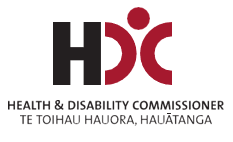 HDC
HEALTH & DISABILITY COMMISSIONER
TE TOIHAU HAUORA, HAUĀTANGA